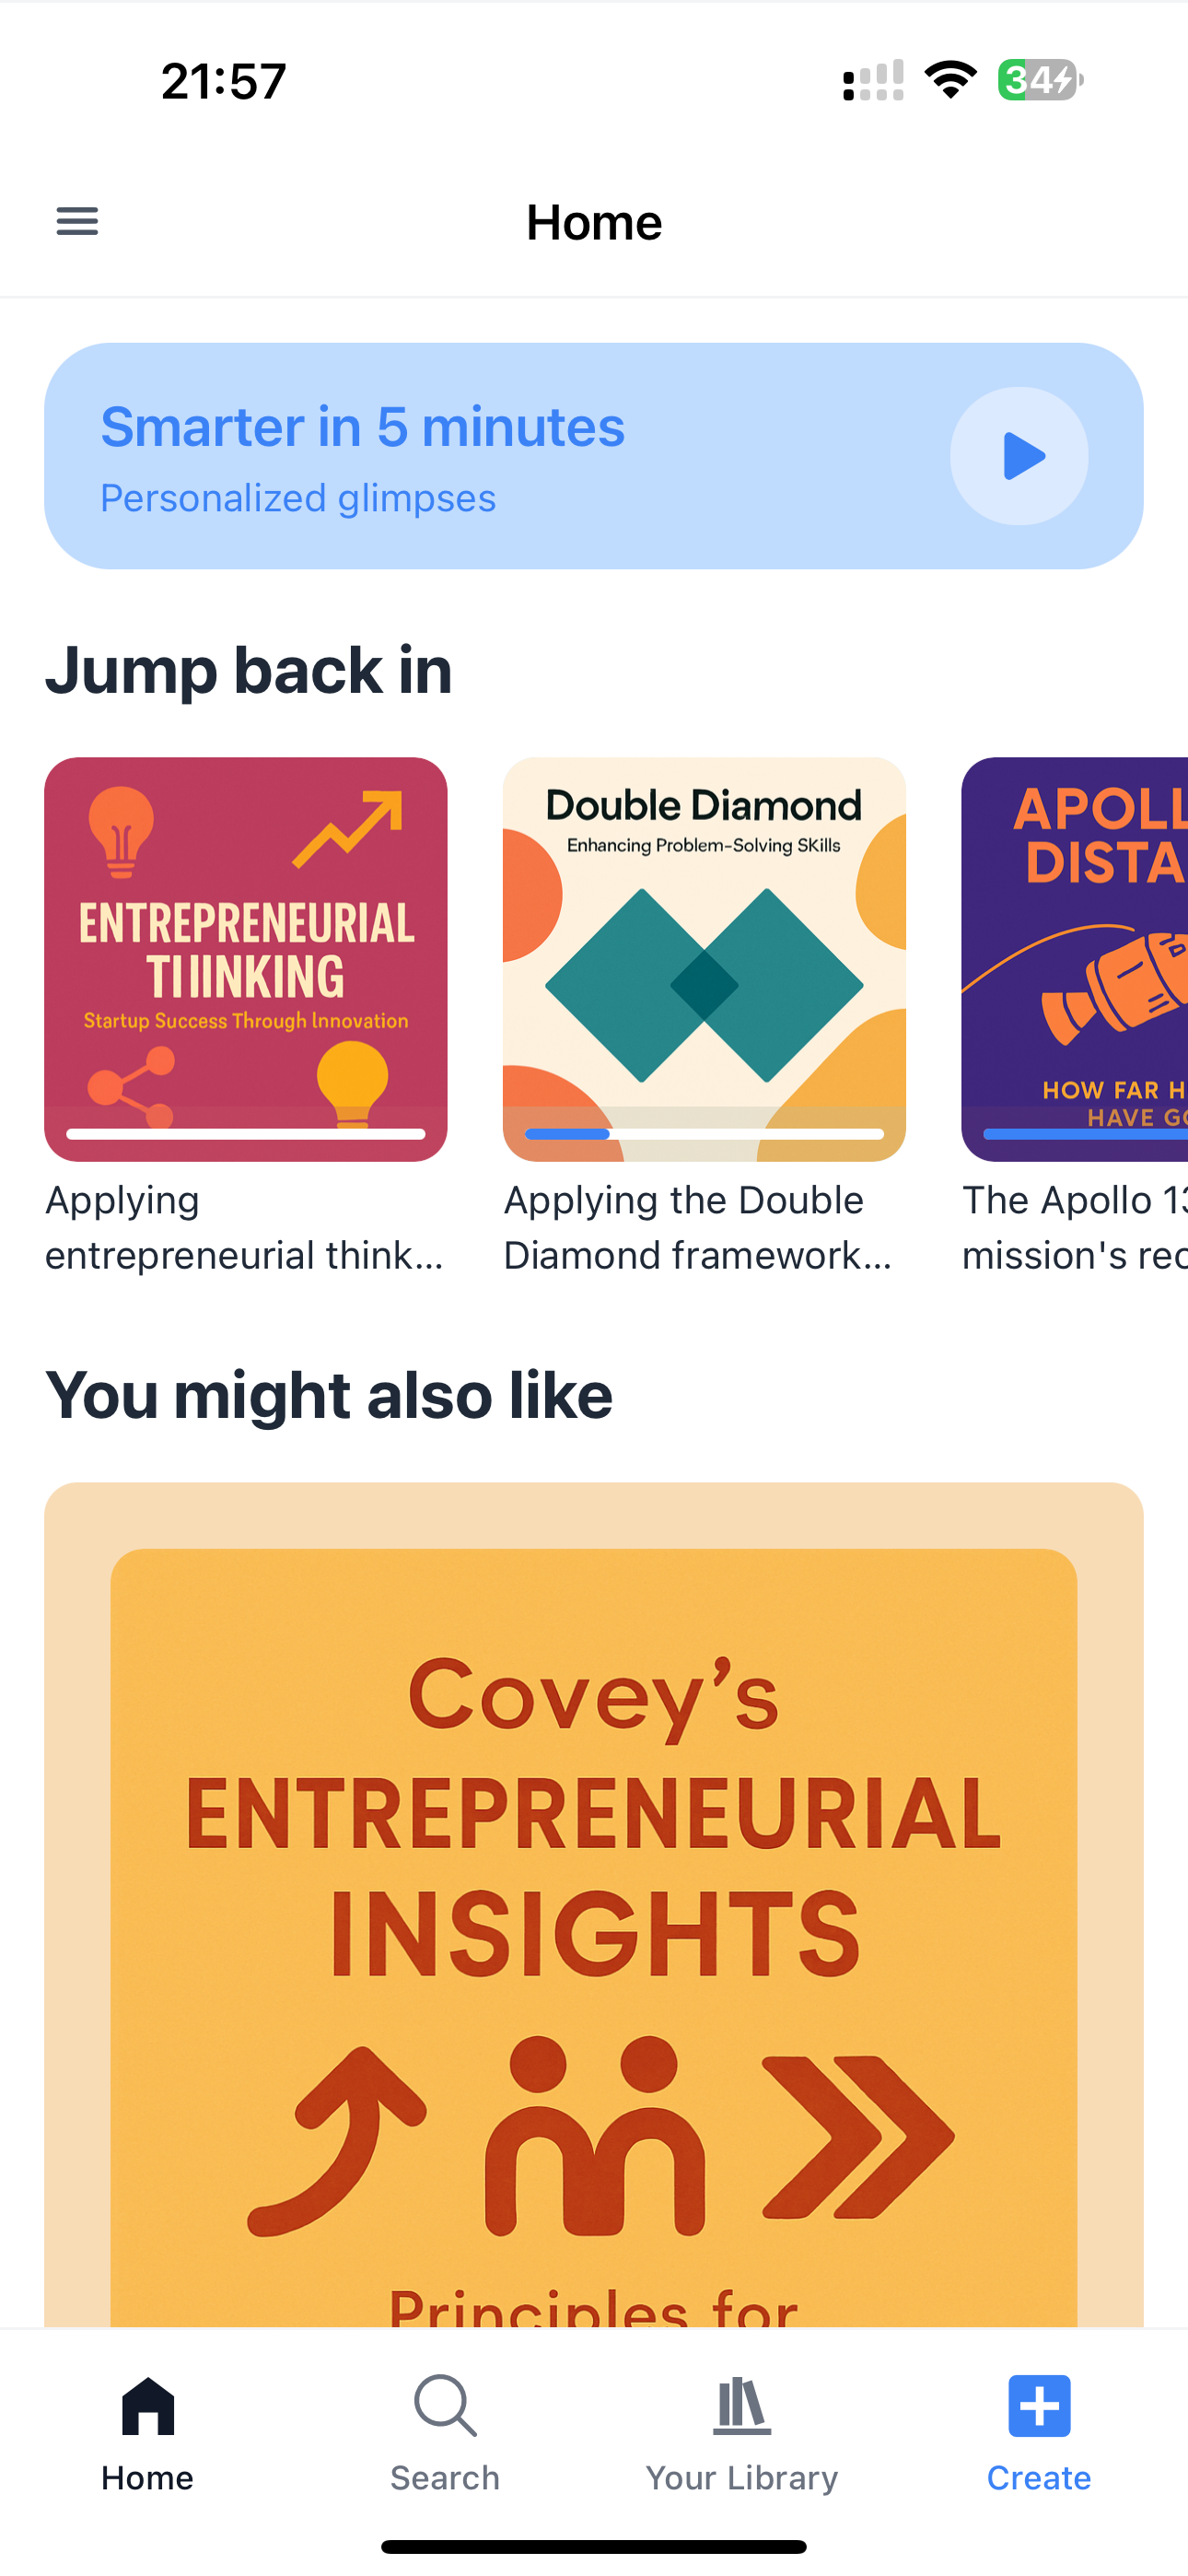 21:57
34
Home
Smarter in 5 minutes
Personalized glimpses
Jump back in
ENTREPRENEURIAL
TIIINKING
Startup Success Through lnnovation
Applying
entrepreneurial think...
Double Diamond
Enhancing Problem-Solving SKills
Applying the Double
Diamond framework...
APOLL
DISTA
HOW FAR H
HAVE GO
The Apollo 13
mission's rec
You might also like
Covey's
ENTREPRENEURIAL
INSIGHTS
Principles for
Home
Search
Your Library
Create